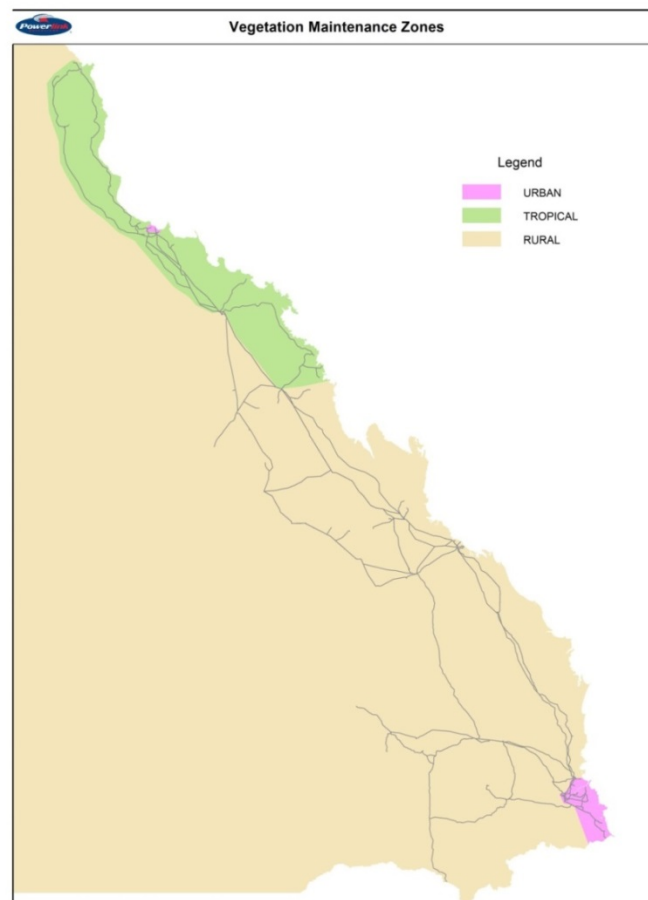 Powerlink
Vegetation Maintenance Zones
Legend
URBAN
TROPICAL
RURAL